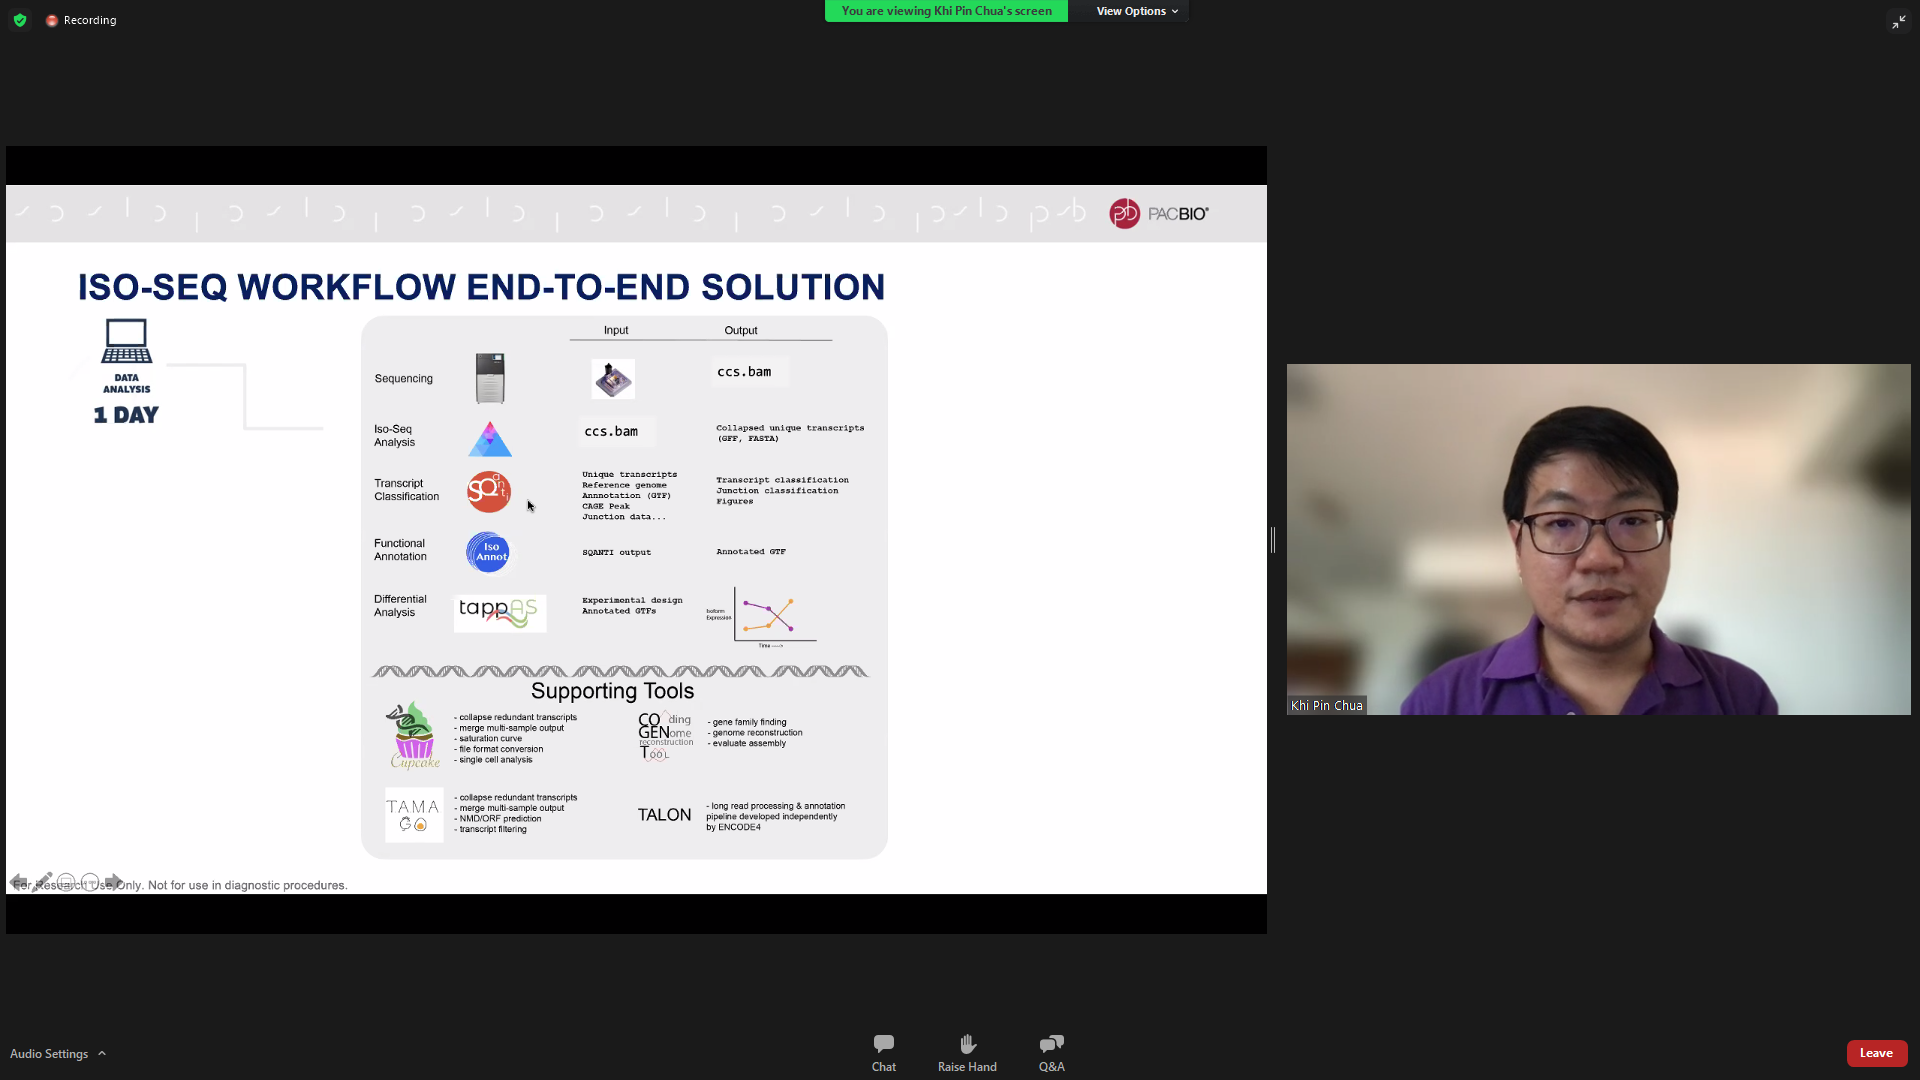 Recording
You are viewing Khi Pin Chua's screen
View Options
PACBIO®
ISO-SEQ WORKFLOW END-TO-END SOLUTION
DATA
ANALYSIS
1 DAY
Input
Output
Sequencing
ccs.bam
Iso-Seq
Analysis
ccs.bam
Collapsed unique transcripts
(GFF, FASTA)
Transcript
Classification
SQanti
Unique transcripts
Reference genome
Annnotation (GTF)
CAGE Peak
Junction data...
Transcript classification
Junction classification
Figures
Functional
Annotation
Iso
Annot
SQANTI output
Annotated GTF
Differential
Analysis
tappAS
Experimental design
Annotated GTFs
Isoform
Expression
Time
Supporting Tools
Cupcake
- collapse redundant transcripts
- merge multi-sample output
- saturation curve
- file format conversion
- single cell analysis
COding
GENome
reconstruction
TOOL
- gene family finding
- genome reconstruction
- evaluate assembly
TAMA
GO
- collapse redundant transcripts
- merge multi-sample output
- NMD/ORF prediction
- transcript filtering
TALON
- long read processing & annotation
pipeline developed independently
by ENCODE4
For Research Use Only. Not for use in diagnostic procedures.
Khi Pin Chua
Audio Settings
Chat
Raise Hand
Q&A
Leave